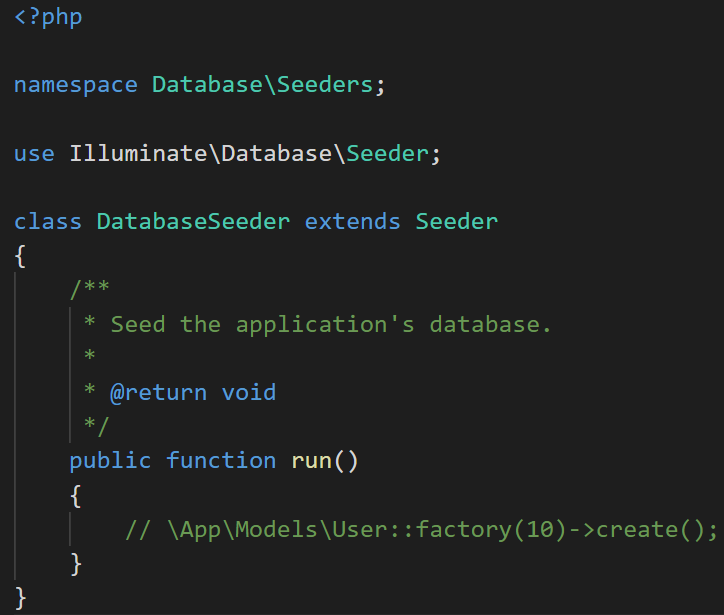 <?php
namespace Database\Seeders;
use Illuminate\Database\Seeder;
class DatabaseSeeder extends Seeder
{
    /**
     * Seed the application's database.
     *
     * @return void
     */
    public function run()
    {
        // \App\Models\User::factory(10)->create();
    }
}